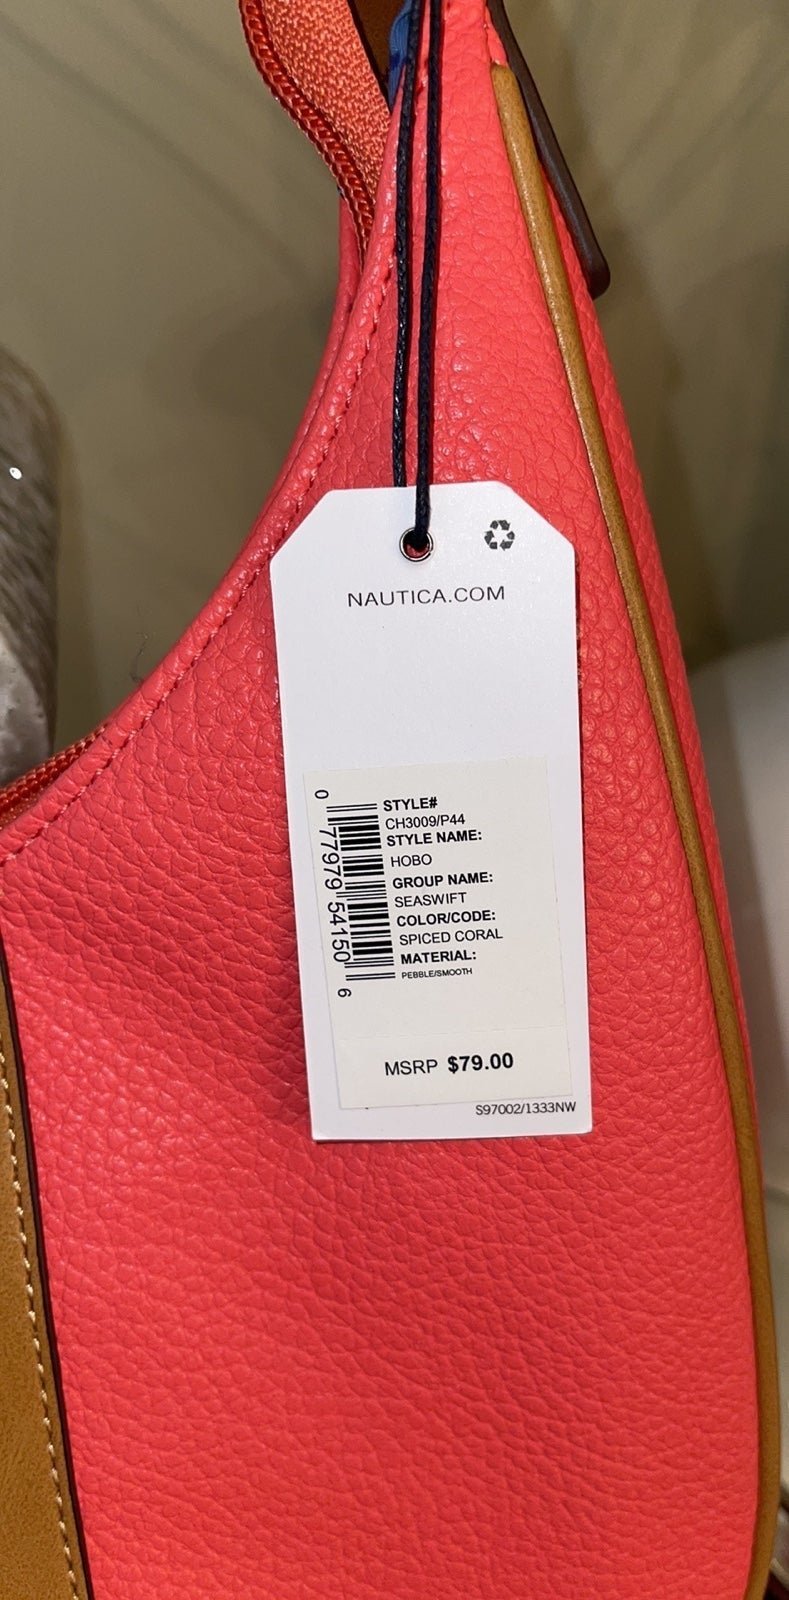 NAUTICA.COM
STYLE#
CH3009/P44
STYLE NAME:
HOBO
GROUP NAME:
SEASWIFT
COLOR/CODE:
SPICED CORAL
MATERIAL:
PEBBLE/SMOOTH
0 77979 54150 6
MSRP $79.00
S97002/1333NW